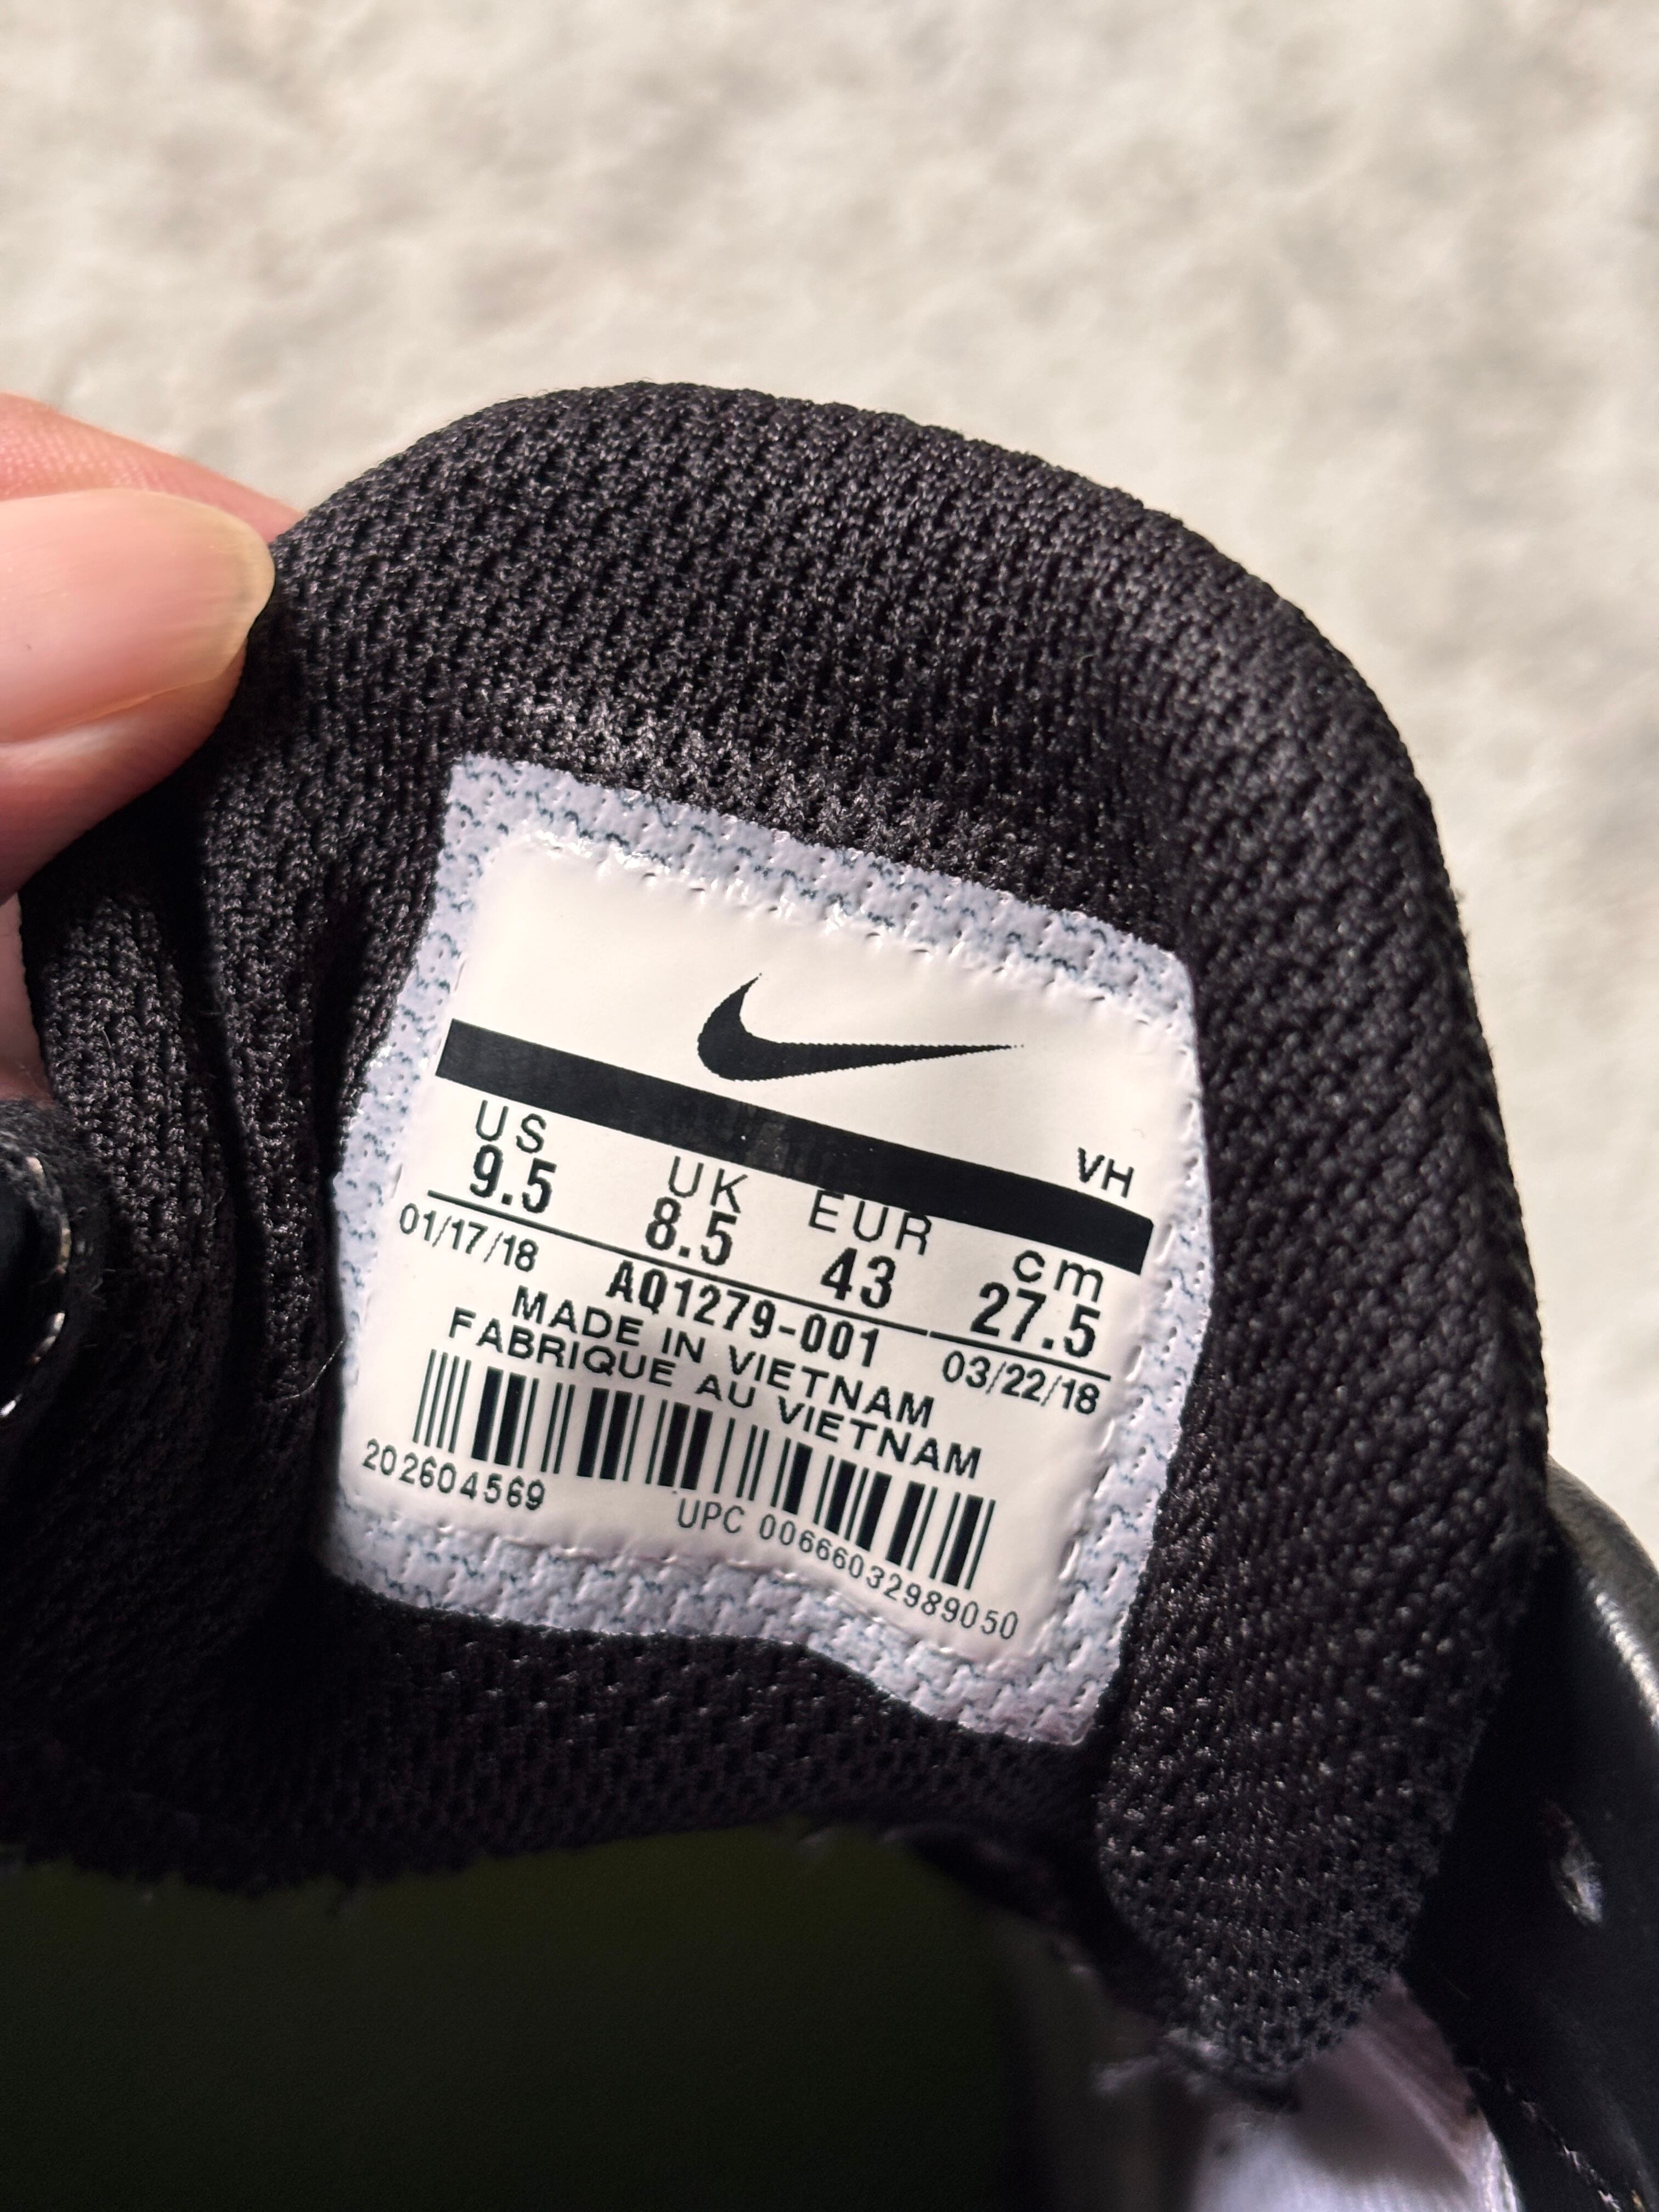 VH
US UK EUR cm
9.5 8.5 43 27.5
01/17/18 AQ1279-001 03/22/18
MADE IN VIETNAM
FABRIQUE AU VIETNAM
202604569 UPC 00666032989050